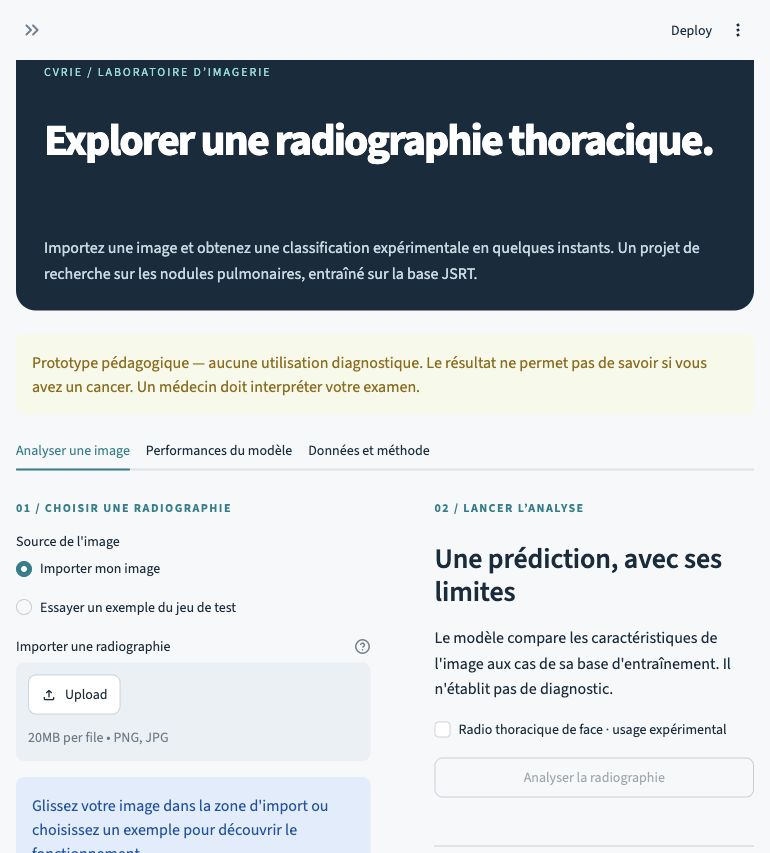 Deploy
CVRIE / LABORATOIRE D’IMAGERIE
Explorer une radiographie thoracique.
Importez une image et obtenez une classification expérimentale en quelques instants. Un projet de
recherche sur les nodules pulmonaires, entraîné sur la base JSRT.
Prototype pédagogique — aucune utilisation diagnostique. Le résultat ne permet pas de savoir si vous
avez un cancer. Un médecin doit interpréter votre examen.
Analyser une image
Performances du modèle
Données et méthode
01 / CHOISIR UNE RADIOGRAPHIE
Source de l'image
Importer mon image
Essayer un exemple du jeu de test
Importer une radiographie
Upload
20MB per file • PNG, JPG
Glissez votre image dans la zone d'import ou
choisissez un exemple pour découvrir le
fonctionnement.
02 / LANCER L’ANALYSE
Une prédiction, avec ses
limites
Le modèle compare les caractéristiques de
l'image aux cas de sa base d'entraînement. Il
n'établit pas de diagnostic.
Radio thoracique de face · usage expérimental
Analyser la radiographie